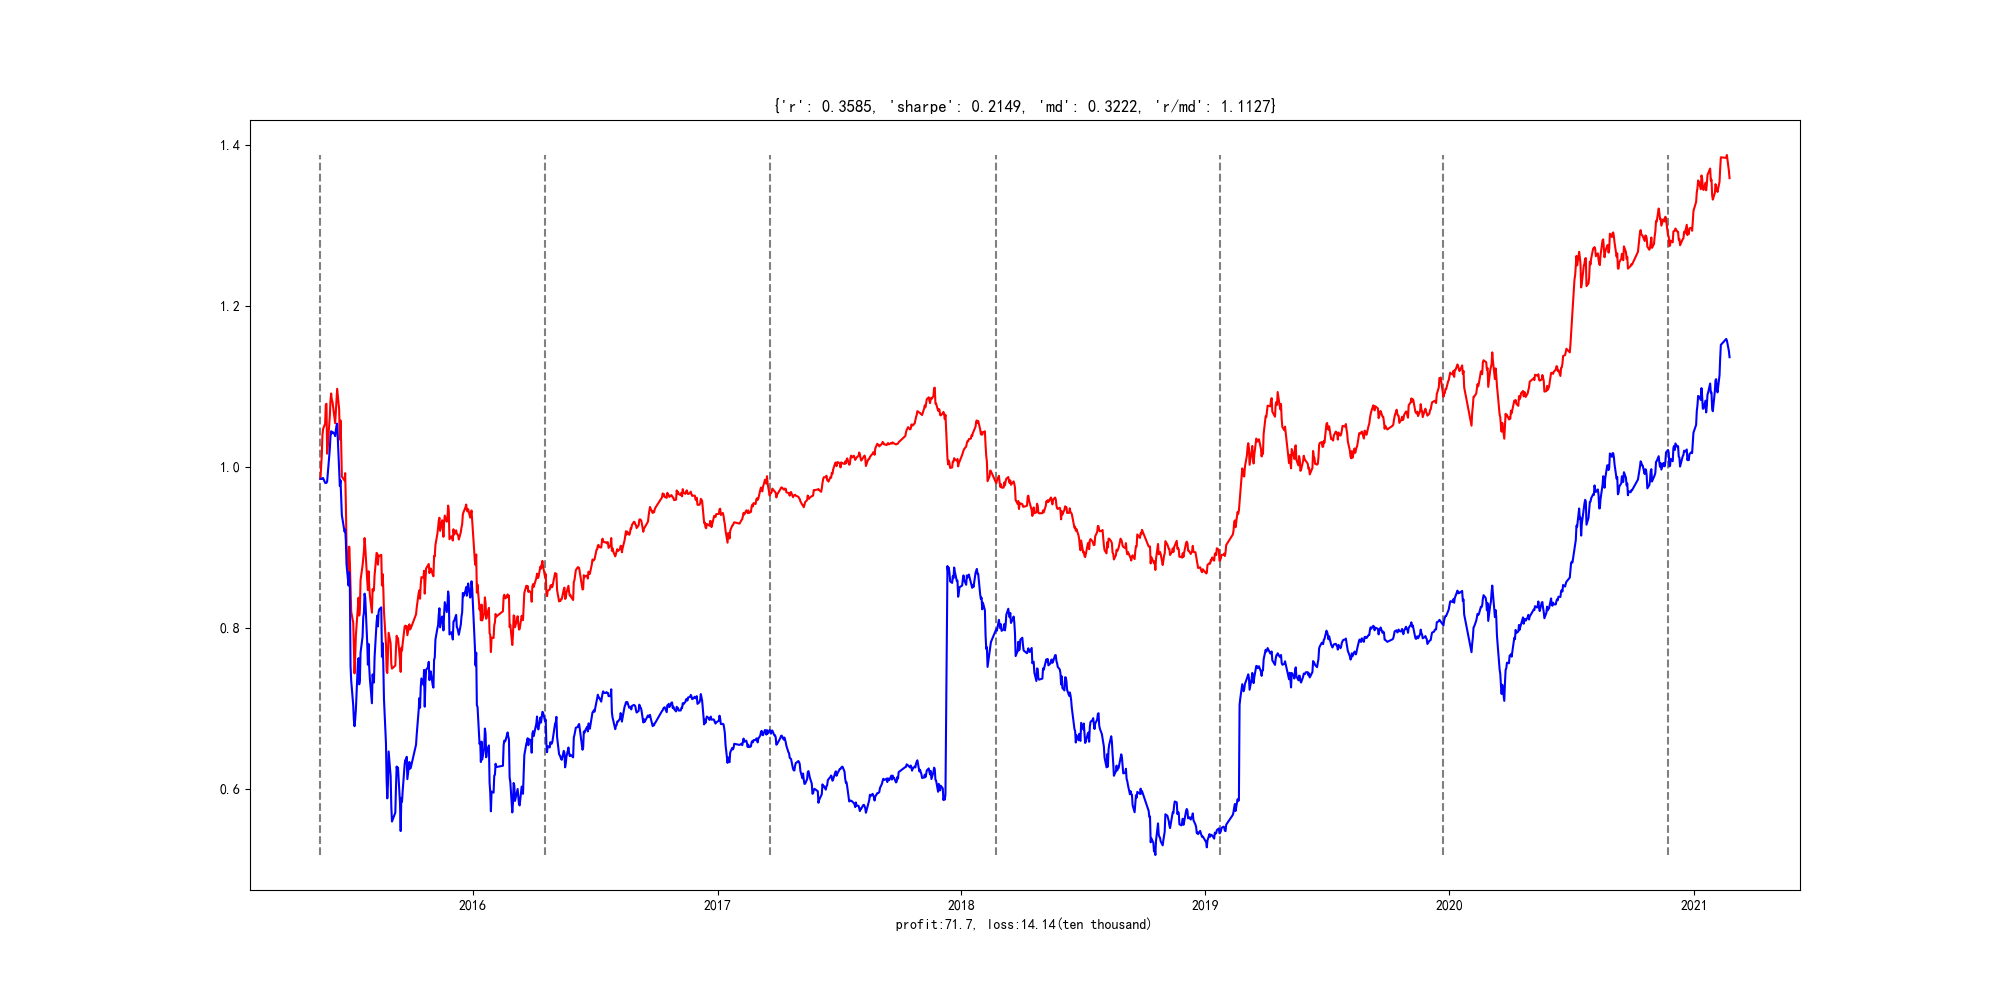 {'r': 0.3585, 'sharpe': 0.2149, 'md': 0.3222, 'r/md': 1.1127}
1.4
1.2
1.0
0.8
0.6
2016 2017 2018 2019 2020 2021
profit:71.7, loss:14.14(ten thousand)